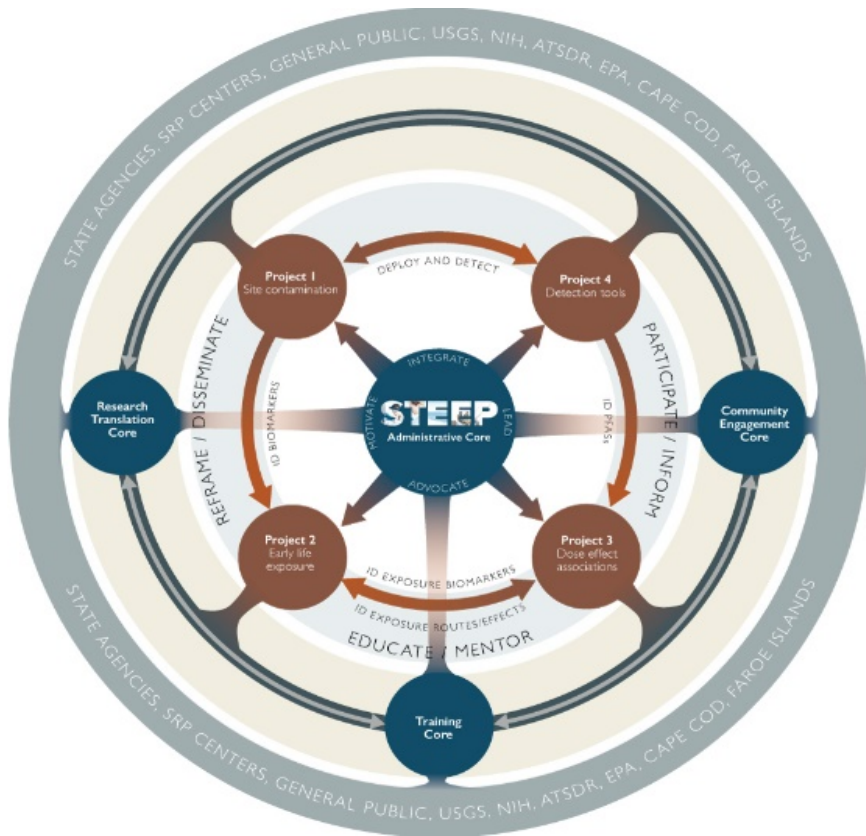 STATE AGENCIES, SRP CENTERS, GENERAL PUBLIC, USGS, NIH, ATSDR, EPA, CAPE COD, FAROE ISLANDS
Project 1
Site contamination
DEPLOY AND DETECT
Project 4
Detection tools
REFRAME / DISSEMINATE
ID BIOMARKERS
INTEGRATE
MOTIVATE
STEEP
Administrative Core
LEAD
ADVOCATE
ID PFASs
PARTICIPATE / INFORM
Research
Translation
Core
Community
Engagement
Core
Project 2
Early life
exposure
ID EXPOSURE BIOMARKERS
ID EXPOSURE ROUTES/EFFECTS
Project 3
Dose effect
associations
EDUCATE / MENTOR
Training
Core
STATE AGENCIES, SRP CENTERS, GENERAL PUBLIC, USGS, NIH, ATSDR, EPA, CAPE COD, FAROE ISLANDS